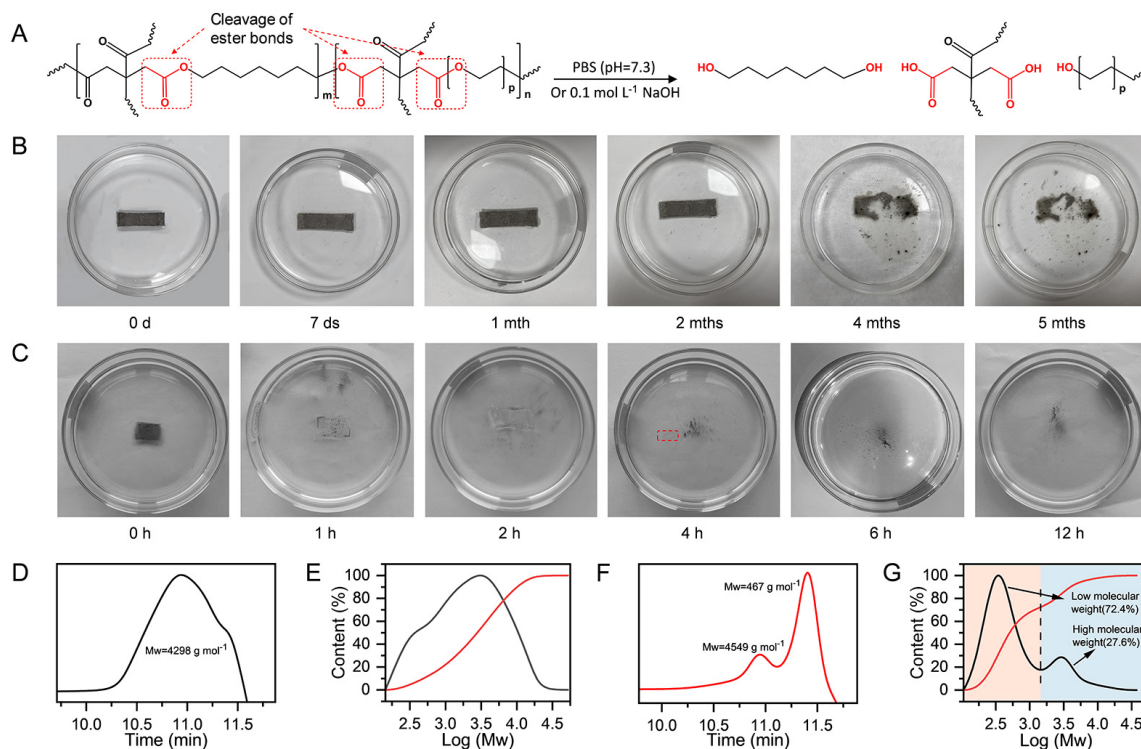 A
Cleavage of
ester bonds
O
O
O
O
O
m
O
O
O
O
O
p
n
PBS (pH=7.3)
Or 0.1 mol L⁻¹ NaOH
HO
OH
O
HO
OH
O
O
HO
p
B
0 d
7 ds
1 mth
2 mths
4 mths
5 mths
C
0 h
1 h
2 h
4 h
6 h
12 h
D
Mw=4298 g mol⁻¹
10.0
10.5
11.0
11.5
Time (min)
E
Content (%)
100
80
60
40
20
0
2.5
3.0
3.5
4.0
4.5
Log (Mw)
F
Mw=467 g mol⁻¹
Mw=4549 g mol⁻¹
10.0
10.5
11.0
11.5
Time (min)
G
Content (%)
100
80
60
40
20
0
Low molecular
weight(72.4%)
High molecular
weight(27.6%)
2.5
3.0
3.5
4.0
4.5
Log (Mw)